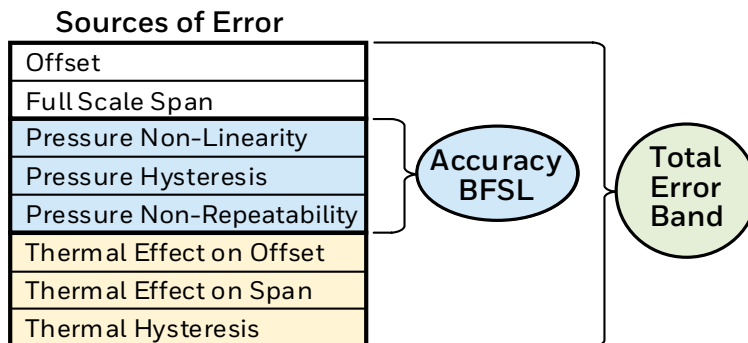 Sources of Error
Offset
Full Scale Span
Pressure Non-Linearity
Pressure Hysteresis
Pressure Non-Repeatability
Thermal Effect on Offset
Thermal Effect on Span
Thermal Hysteresis
Accuracy
BFSL
Total
Error
Band